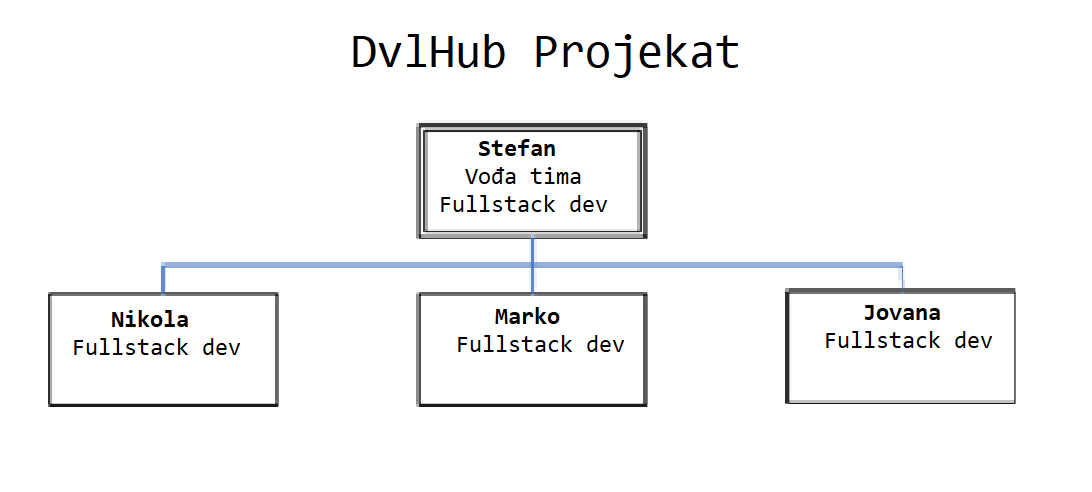 DvlHub Projekat
Stefan
Vođa tima
Fullstack dev
Nikola
Fullstack dev
Marko
Fullstack dev
Jovana
Fullstack dev